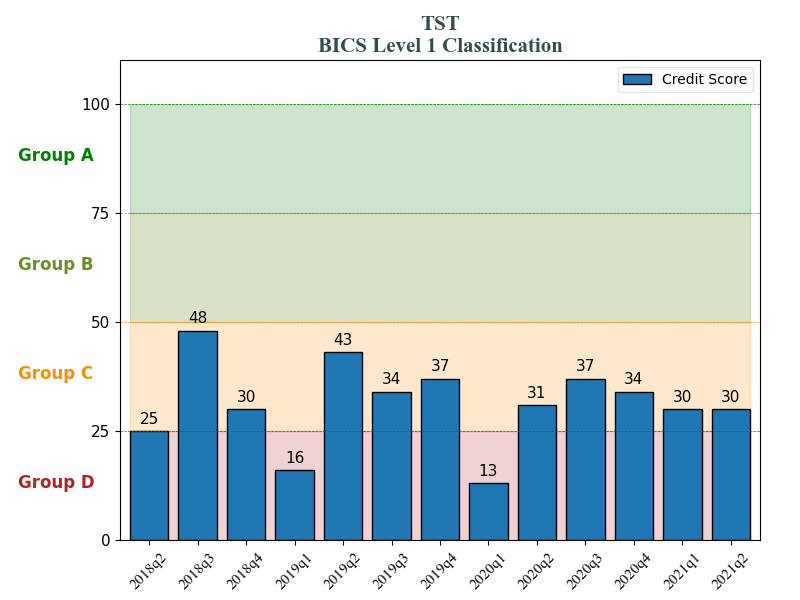 TST
BICS Level 1 Classification
Credit Score
100
Group A
75
Group B
50
48
43
Group C
37
37
34
34
30
31
30
30
25
25
16
13
Group D
0
2018q2
2018q3
2018q4
2019q1
2019q2
2019q3
2019q4
2020q1
2020q2
2020q3
2020q4
2021q1
2021q2